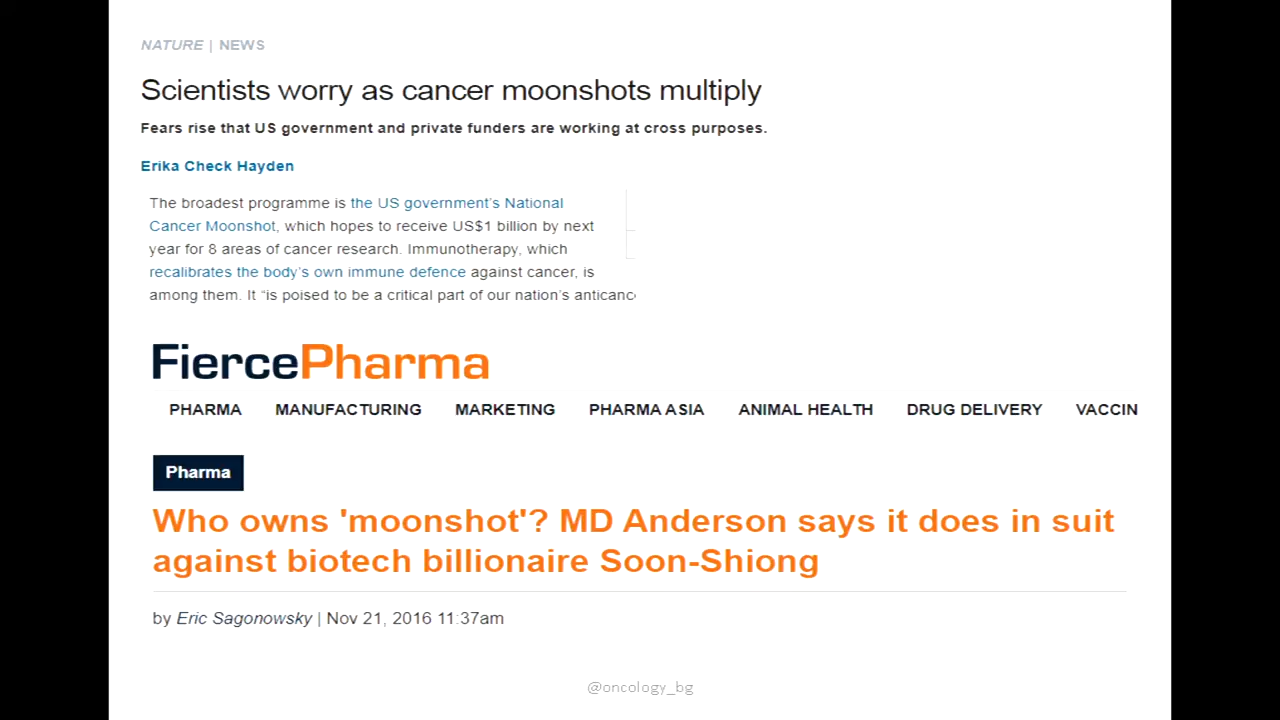 NATURE | NEWS
Scientists worry as cancer moonshots multiply
Fears rise that US government and private funders are working at cross purposes.
Erika Check Hayden
The broadest programme is the US government's National
Cancer Moonshot, which hopes to receive US$1 billion by next
year for 8 areas of cancer research. Immunotherapy, which
recalibrates the body's own immune defence against cancer, is
among them. It “is poised to be a critical part of our nation's anticanc
FiercePharma
PHARMA MANUFACTURING MARKETING PHARMA ASIA ANIMAL HEALTH DRUG DELIVERY VACCIN
Pharma
Who owns 'moonshot'? MD Anderson says it does in suit
against biotech billionaire Soon-Shiong
by Eric Sagonowsky | Nov 21, 2016 11:37am
@oncology_bg